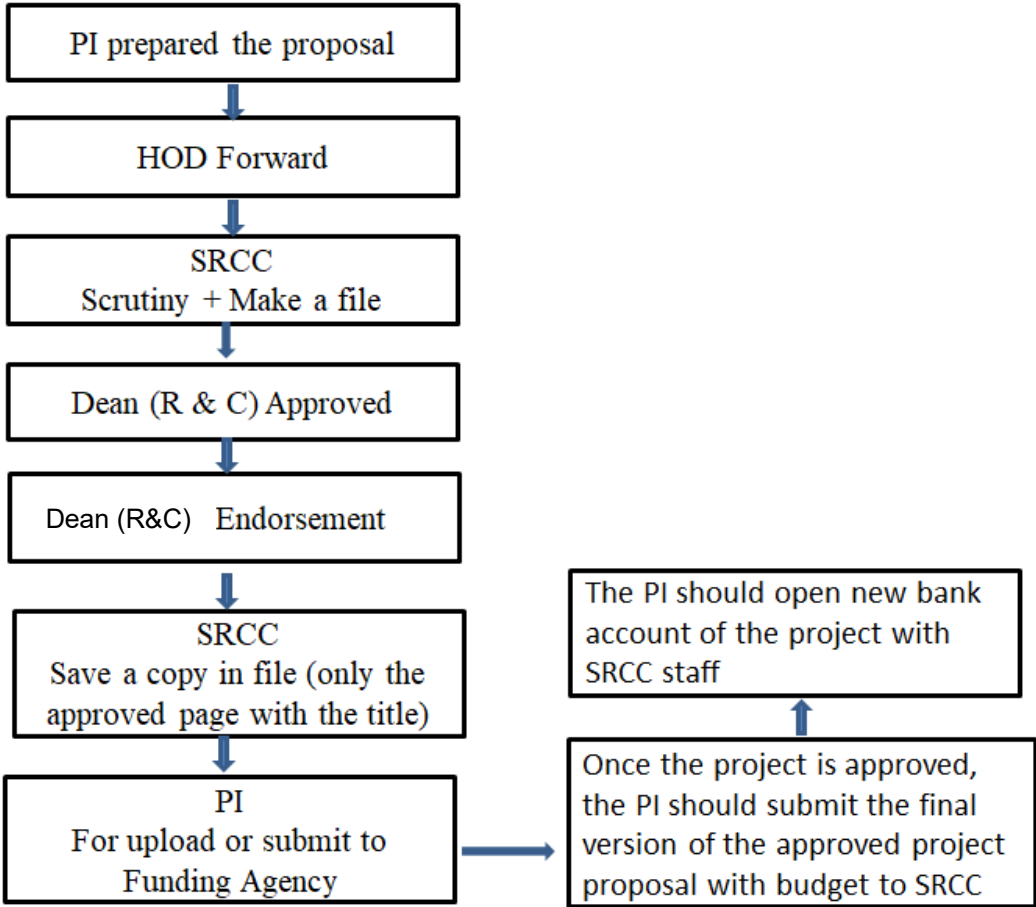 PI prepared the proposal
HOD Forward
SRCC
Scrutiny + Make a file
Dean (R & C) Approved
Dean (R&C) Endorsement
SRCC
Save a copy in file (only the
approved page with the title)
PI
For upload or submit to
Funding Agency
Once the project is approved,
the PI should submit the final
version of the approved project
proposal with budget to SRCC
The PI should open new bank
account of the project with
SRCC staff